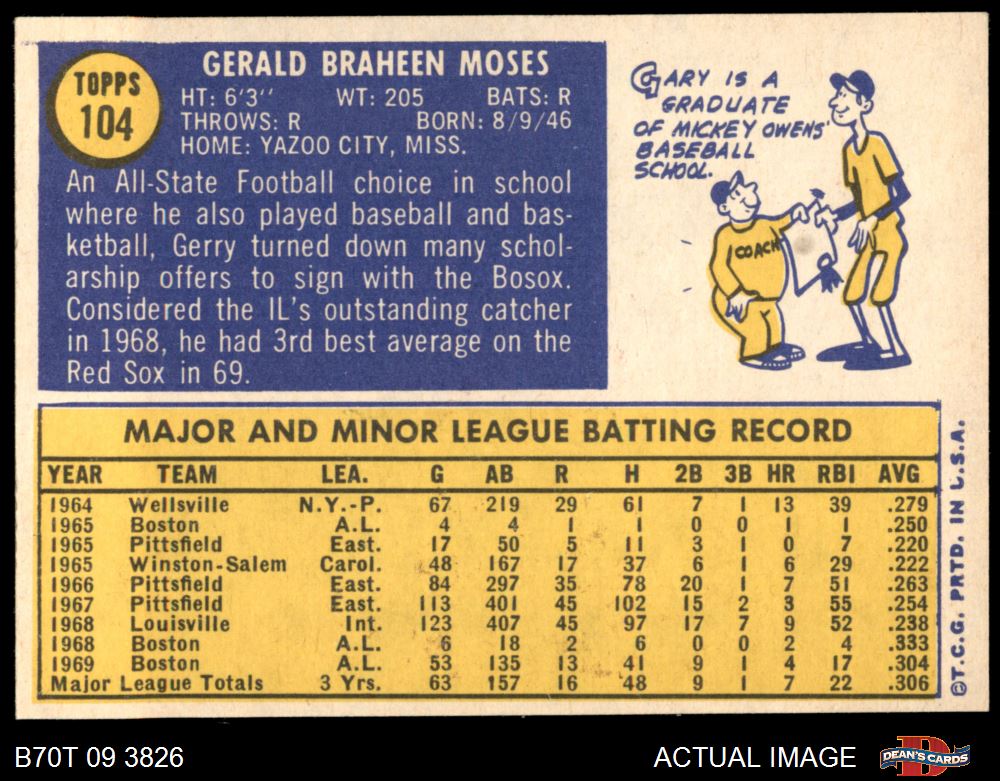 TOPPS
104
GERALD BRAHEEN MOSES
HT: 6'3'' WT: 205 BATS: R
THROWS: R BORN: 8/9/46
HOME: YAZOO CITY, MISS.
An All-State Football choice in school
where he also played baseball and bas-
ketball, Gerry turned down many schol-
arship offers to sign with the Bosox.
Considered the IL's outstanding catcher
in 1968, he had 3rd best average on the
Red Sox in 69.
GARY IS A
GRADUATE
OF MICKEY OWENS'
BASEBALL
SCHOOL.
COACH
MAJOR AND MINOR LEAGUE BATTING RECORD
YEAR TEAM LEA. G AB R H 2B 3B HR RBI AVG
1964 Wellsville N.Y.-P. 67 219 29 61 7 1 13 39 .279
1965 Boston A.L. 4 4 1 1 0 0 1 1 .250
1965 Pittsfield East. 17 50 5 11 3 1 0 7 .220
1965 Winston-Salem Carol. 48 167 17 37 6 1 6 29 .222
1966 Pittsfield East. 84 297 35 78 20 1 7 51 .263
1967 Pittsfield East. 113 401 45 102 15 2 3 55 .254
1968 Louisville Int. 123 407 45 97 17 7 9 52 .238
1968 Boston A.L. 6 18 2 6 0 0 2 4 .333
1969 Boston A.L. 53 135 13 41 9 1 4 17 .304
Major League Totals 3 Yrs. 63 157 16 48 9 1 7 22 .306
©T.C.G. PRTD. IN U.S.A.
B70T 09 3826
ACTUAL IMAGE
DEAN'S CARDS